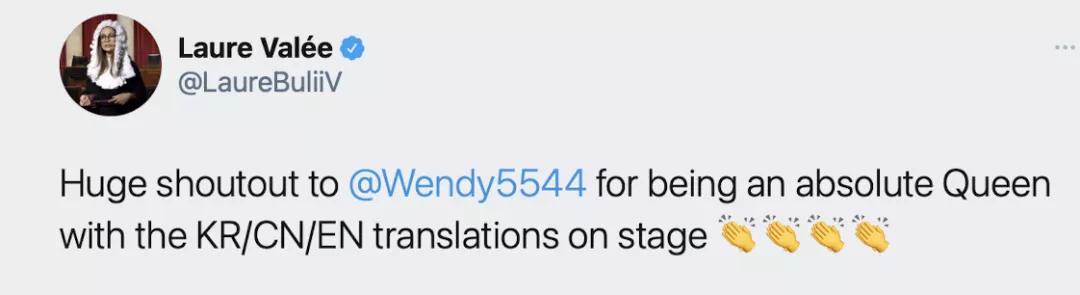 Laure Valée
@LaureBuliiV
Huge shoutout to @Wendy5544 for being an absolute Queen
with the KR/CN/EN translations on stage 👏👏👏👏